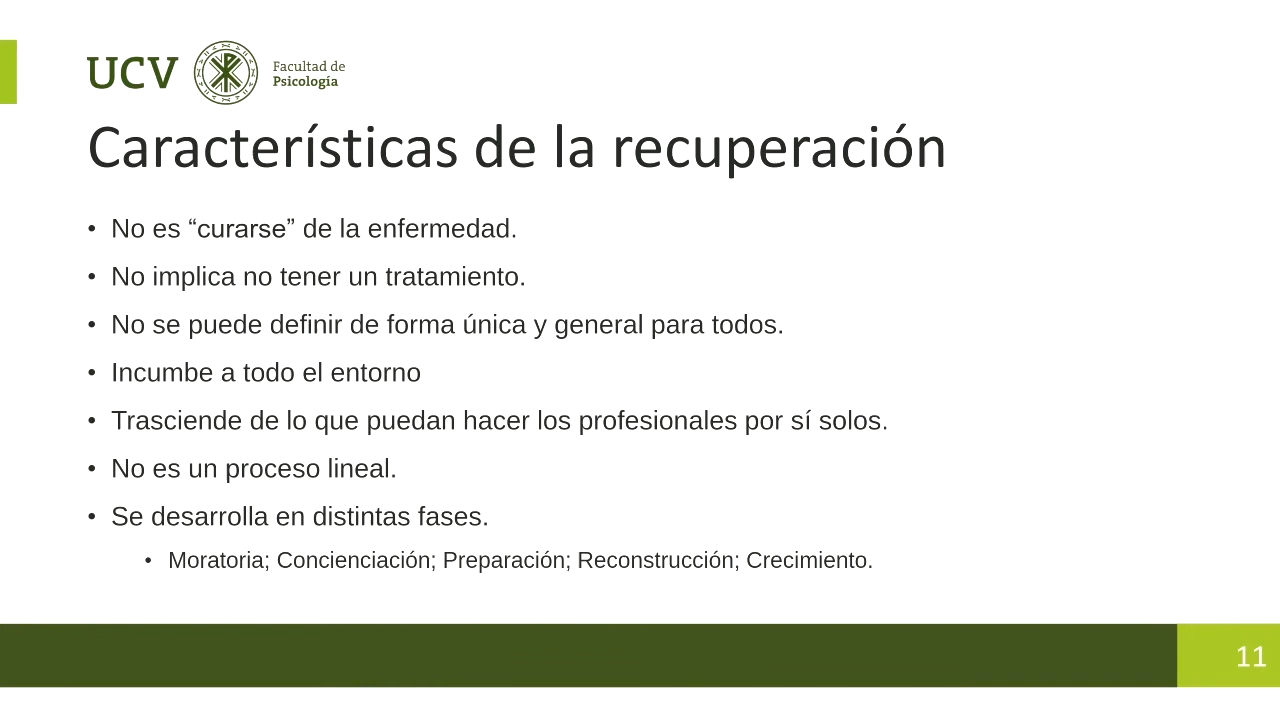 UCV
Facultad de
Psicología
Características de la recuperación
• No es “curarse” de la enfermedad.
• No implica no tener un tratamiento.
• No se puede definir de forma única y general para todos.
• Incumbe a todo el entorno
• Trasciende de lo que puedan hacer los profesionales por sí solos.
• No es un proceso lineal.
• Se desarrolla en distintas fases.
• Moratoria; Concienciación; Preparación; Reconstrucción; Crecimiento.
11